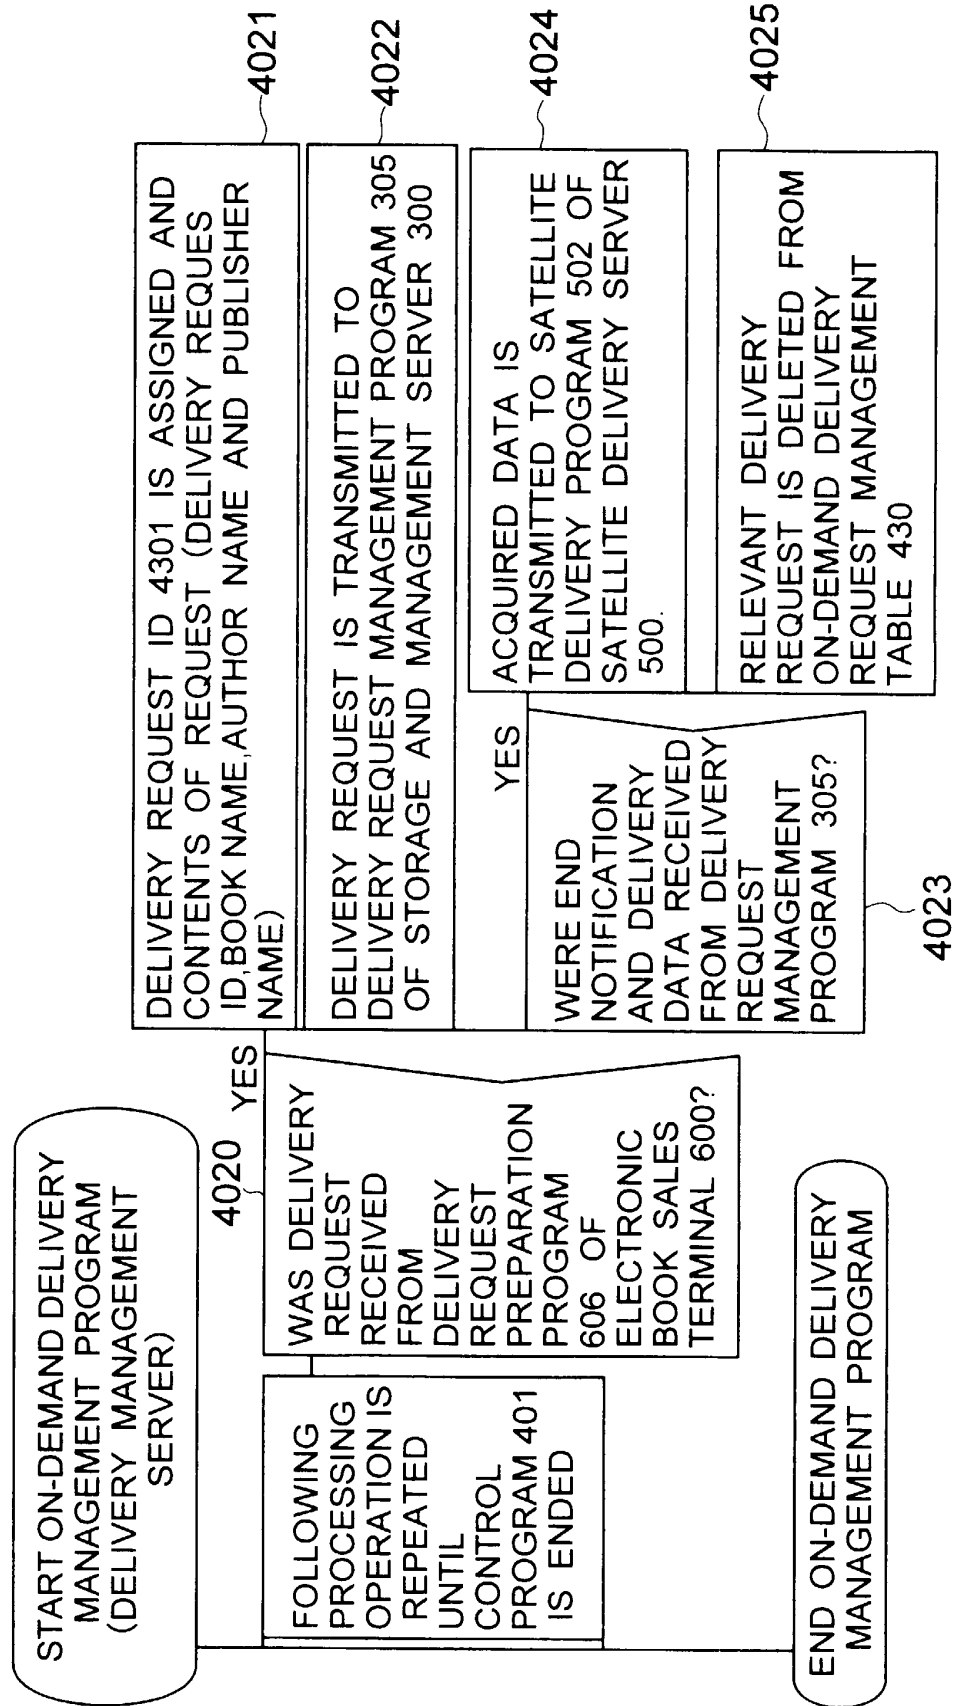 START ON-DEMAND DELIVERY
MANAGEMENT PROGRAM
(DELIVERY MANAGEMENT
SERVER)
FOLLOWING
PROCESSING
OPERATION IS
REPEATED
UNTIL
CONTROL
PROGRAM 401
IS ENDED
4020
YES
WAS DELIVERY
REQUEST
RECEIVED
FROM
DELIVERY
REQUEST
PREPARATION
PROGRAM
606 OF
ELECTRONIC
BOOK SALES
TERMINAL 600?
DELIVERY REQUEST ID 4301 IS ASSIGNED AND
CONTENTS OF REQUEST (DELIVERY REQUES
ID,BOOK NAME,AUTHOR NAME AND PUBLISHER
NAME)
4021
DELIVERY REQUEST IS TRANSMITTED TO
DELIVERY REQUEST MANAGEMENT PROGRAM 305
OF STORAGE AND MANAGEMENT SERVER 300
4022
YES
WERE END
NOTIFICATION
AND DELIVERY
DATA RECEIVED
FROM DELIVERY
REQUEST
MANAGEMENT
PROGRAM 305?
4023
ACQUIRED DATA IS
TRANSMITTED TO SATELLITE
DELIVERY PROGRAM 502 OF
SATELLITE DELIVERY SERVER
500.
4024
RELEVANT DELIVERY
REQUEST IS DELETED FROM
ON-DEMAND DELIVERY
REQUEST MANAGEMENT
TABLE 430
4025
END ON-DEMAND DELIVERY
MANAGEMENT PROGRAM